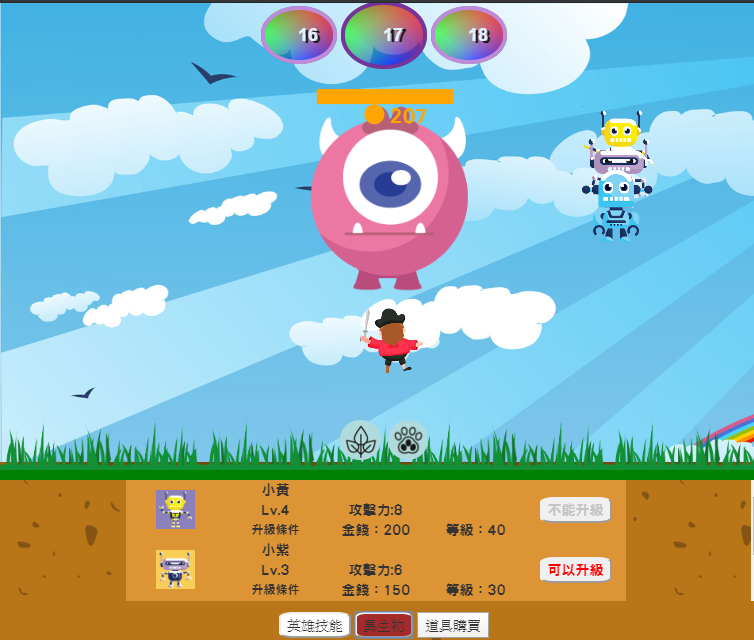 16 17 18
207
小黃
Lv.4 攻擊力:8 不能升級
升級條件 金錢：200 等級：40
小紫
Lv.3 攻擊力:6 可以升級
升級條件 金錢：150 等級：30
英雄技能 異生物 道具購買